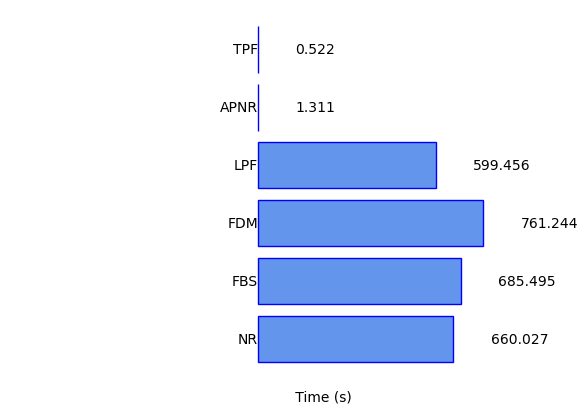 TPF 0.522
APNR 1.311
LPF 599.456
FDM 761.244
FBS 685.495
NR 660.027
Time (s)